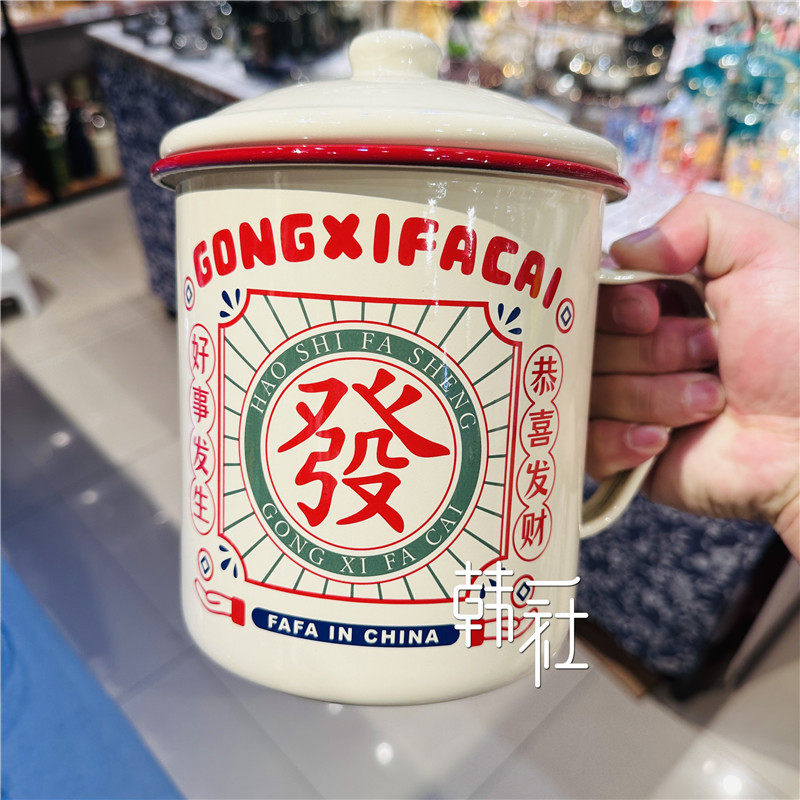 GONGXIFACAI
好事发生
HAO SHI FA SHENG
發
GONG XI FA CAI
恭喜发财
FAFA IN CHINA
韩社